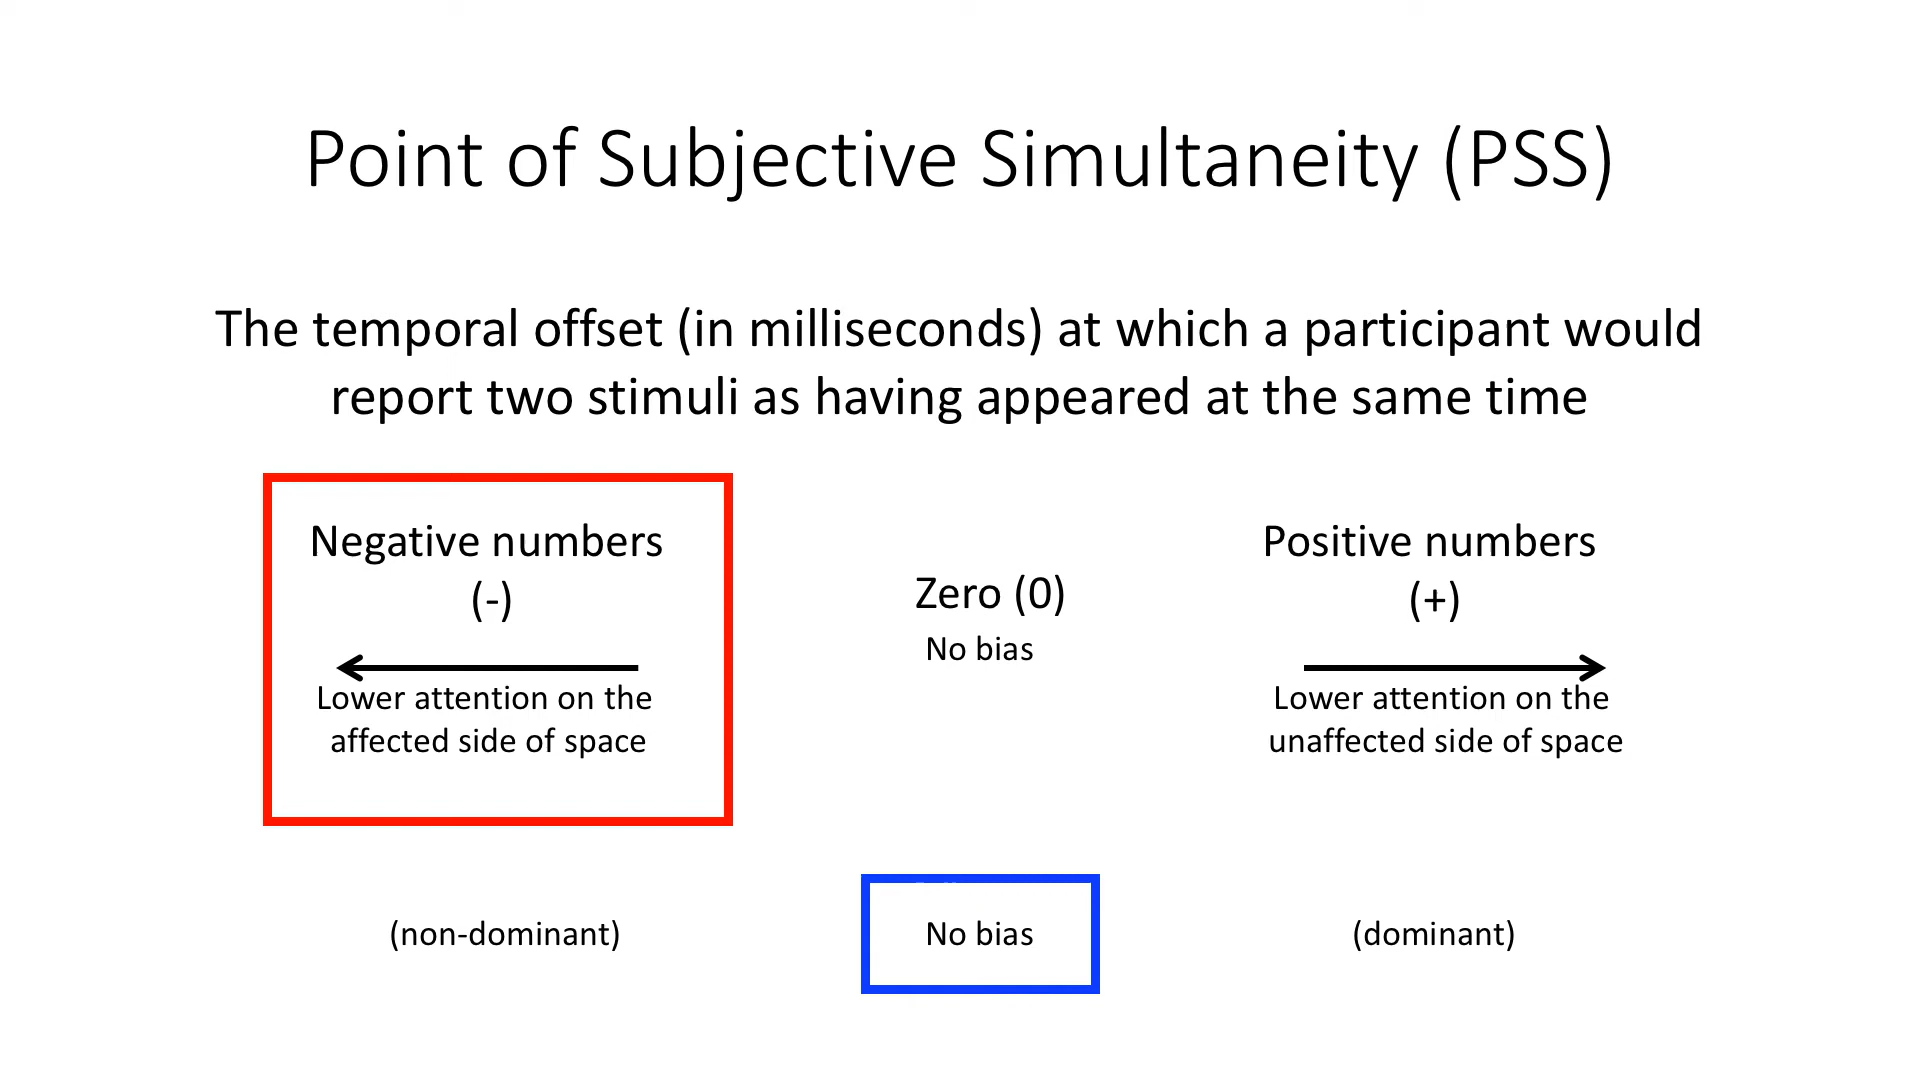 Point of Subjective Simultaneity (PSS)
The temporal offset (in milliseconds) at which a participant would
report two stimuli as having appeared at the same time
Negative numbers
(-)
Lower attention on the
affected side of space
Zero (0)
No bias
Positive numbers
(+)
Lower attention on the
unaffected side of space
(non-dominant)
No bias
(dominant)